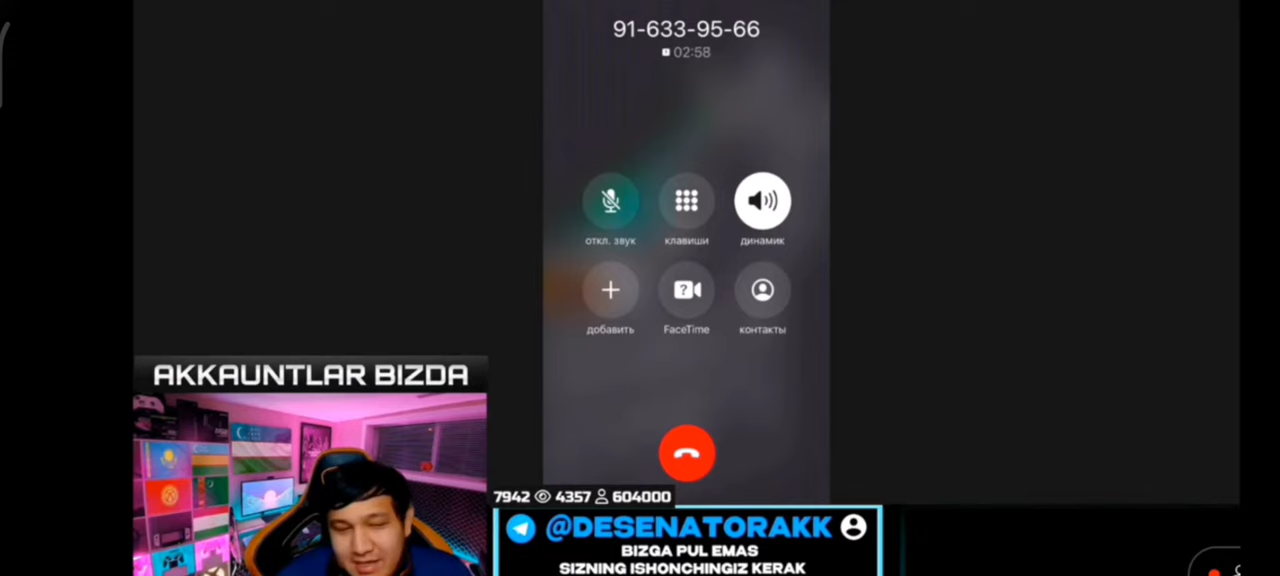 91-633-95-66
02:58
откл. звук
клавиши
динамик
добавить
FaceTime
контакты
AKKAUNTLAR BIZDA
7942 4357 604000
@DESENATORAKK
BIZGA PUL EMAS
SIZNING ISHONCHINGIZ KERAK